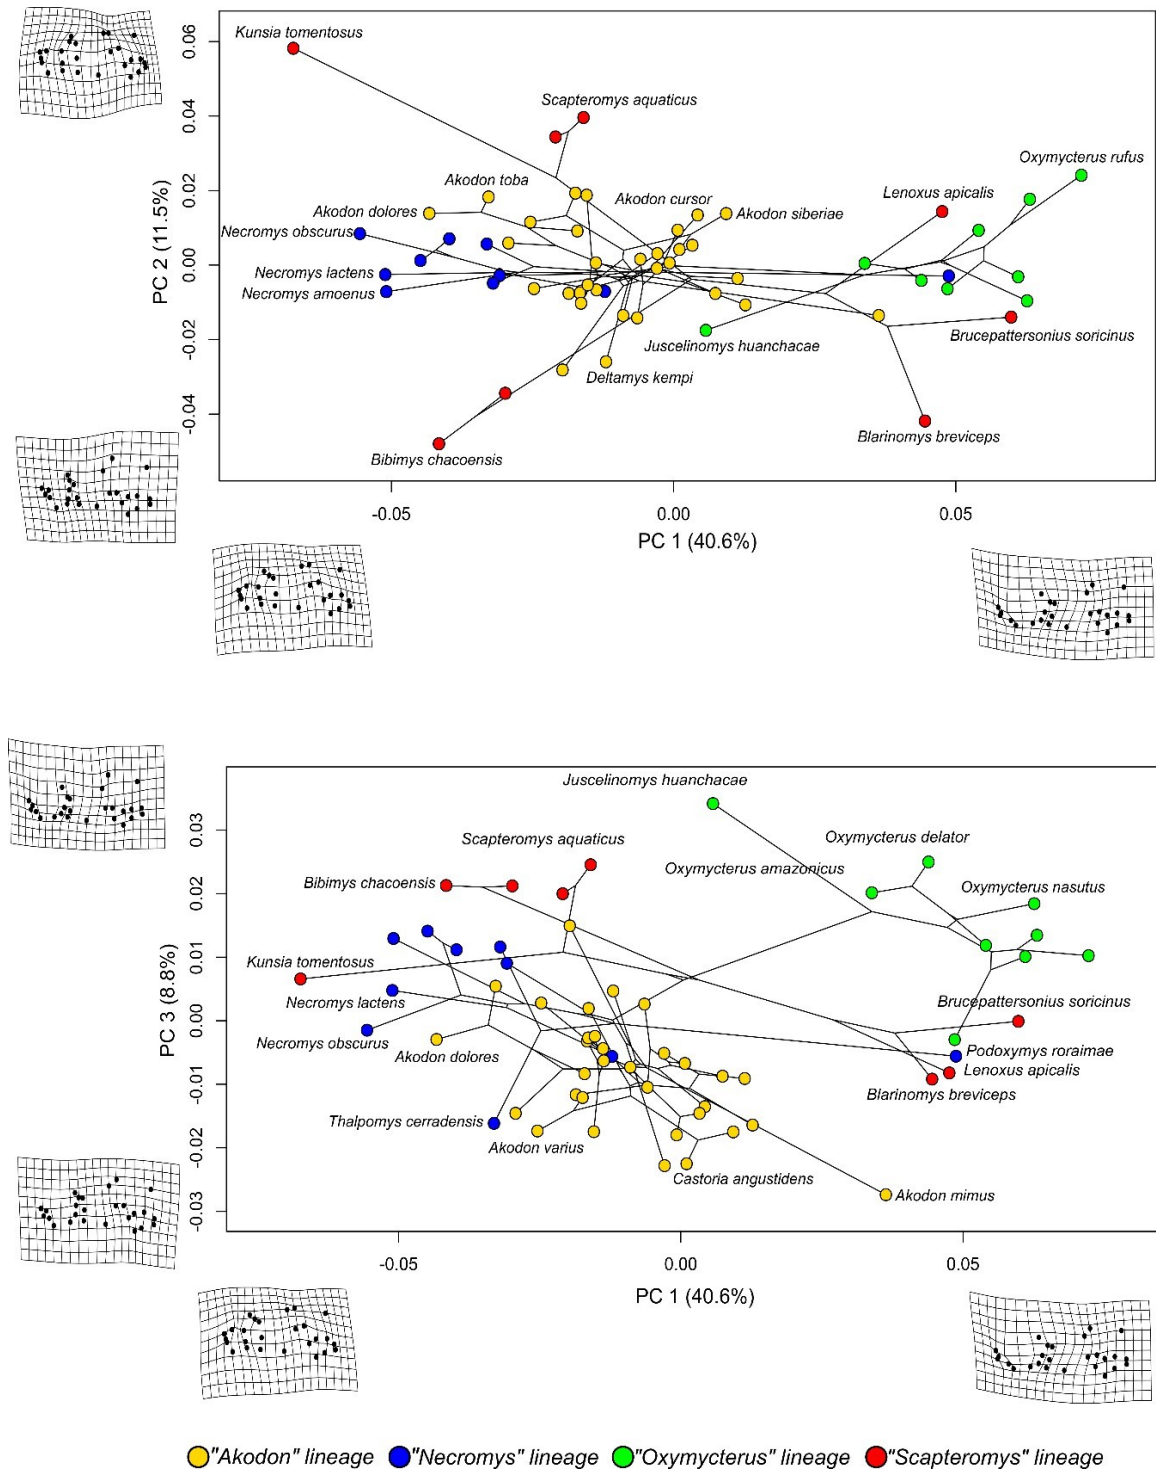 Kunsia tomentosus
0.06
Scapteromys aquaticus
0.04
Oxymycterus rufus
Akodon toba
Akodon cursor
Lenoxus apicalis
0.02
Akodon dolores
Akodon siberiae
Necromys obscurus
PC 2 (11.5%)
0.00
Necromys lactens
Necromys amoenus
-0.02
Juscelinomys huanchacae
Brucepattersonius soricinus
Deltamys kempi
-0.04
Blarinomys breviceps
Bibimys chacoensis
-0.05 0.00 0.05
PC 1 (40.6%)
Juscelinomys huanchacae
0.03
Scapteromys aquaticus
Oxymycterus delator
Oxymycterus amazonicus
Bibimys chacoensis
Oxymycterus nasutus
0.02
0.01
Kunsia tomentosus
PC 3 (8.8%)
Necromys lactens
Brucepattersonius soricinus
0.00
Necromys obscurus
Akodon dolores
Podoxymys roraimae
Lenoxus apicalis
-0.01
Blarinomys breviceps
Thalpomys cerradensis
Akodon varius
-0.02
Castoria angustidens
Akodon mimus
-0.03
-0.05 0.00 0.05
PC 1 (40.6%)
"Akodon" lineage "Necromys" lineage "Oxymycterus" lineage "Scapteromys" lineage